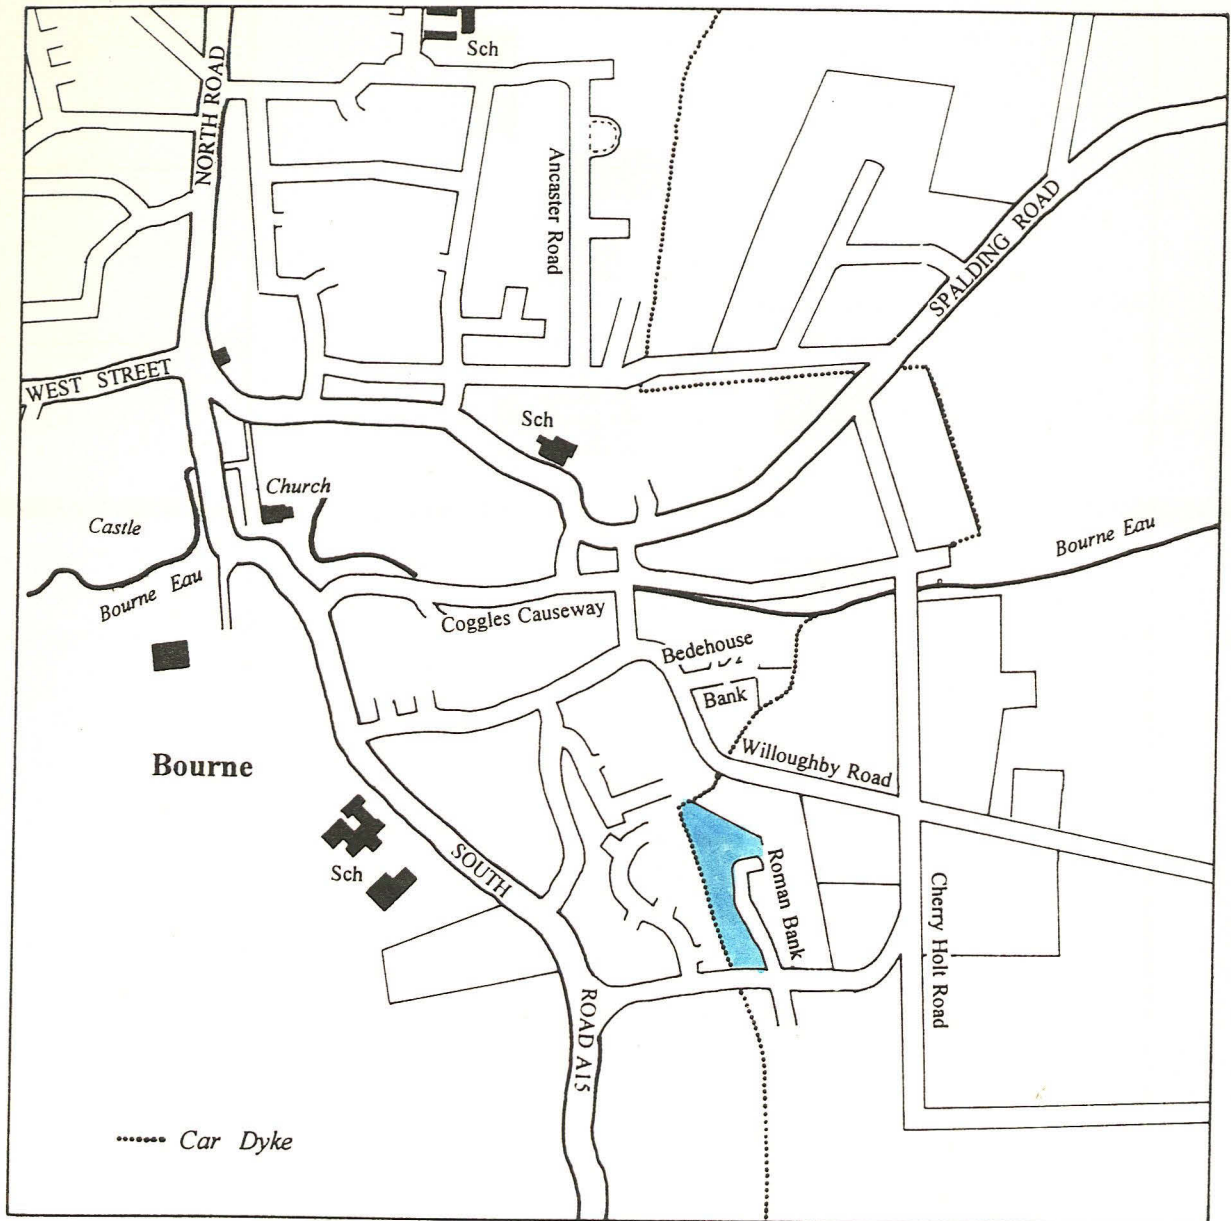 Sch
NORTH ROAD
Ancaster Road
SPALDING ROAD
WEST STREET
Sch
Church
Castle
Bourne Eau
Bourne Eau
Coggles Causeway
Bedehouse
Bank
Willoughby Road
Bourne
Sch
SOUTH
ROAD A15
Roman Bank
Cherry Holt Road
Car Dyke